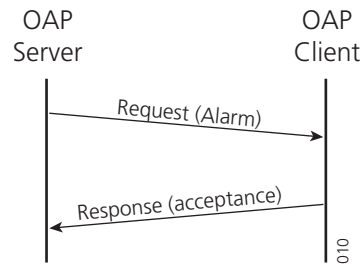 OAP
Server
OAP
Client
Request (Alarm)
Response (acceptance)
010